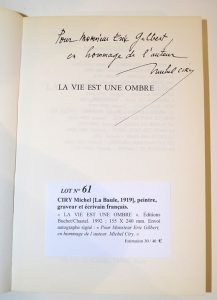 Pour Monsieur Eric Gilbert,
en hommage de l'auteur
Michel Ciry
LA VIE EST UNE OMBRE
LOT N° 61
CIRY Michel [La Baule, 1919], peintre,
graveur et écrivain français.
« LA VIE EST UNE OMBRE » Editions
Buchet/Chastel. 1992 ; 155 X 240 mm. Envoi
autographe signé : « Pour Monsieur Eric Gilbert,
en hommage de l'auteur Michel Ciry ».
Estimation 30 / 40 €